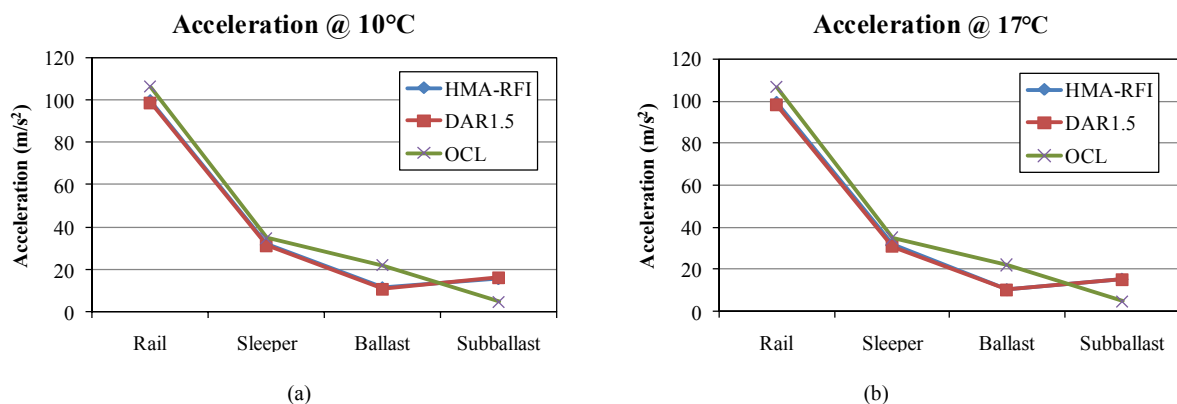 Acceleration @ 10°C
Acceleration (m/s²)
120
100
80
60
40
20
0
HMA-RFI
DAR1.5
OCL
Rail Sleeper Ballast Subballast
(a)
Acceleration @ 17°C
Acceleration (m/s²)
120
100
80
60
40
20
0
HMA-RFI
DAR1.5
OCL
Rail Sleeper Ballast Subballast
(b)